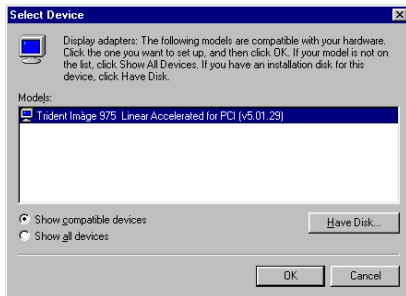 Select Device
Display adapters: The following models are compatible with your hardware.
Click the one you want to set up, and then click OK. If your model is not on
the list, click Show All Devices. If you have an installation disk for this
device, click Have Disk.
Models:
Trident Image 975 Linear Accelerated for PCI (v5.01.29)
Show compatible devices
Show all devices
Have Disk...
OK
Cancel